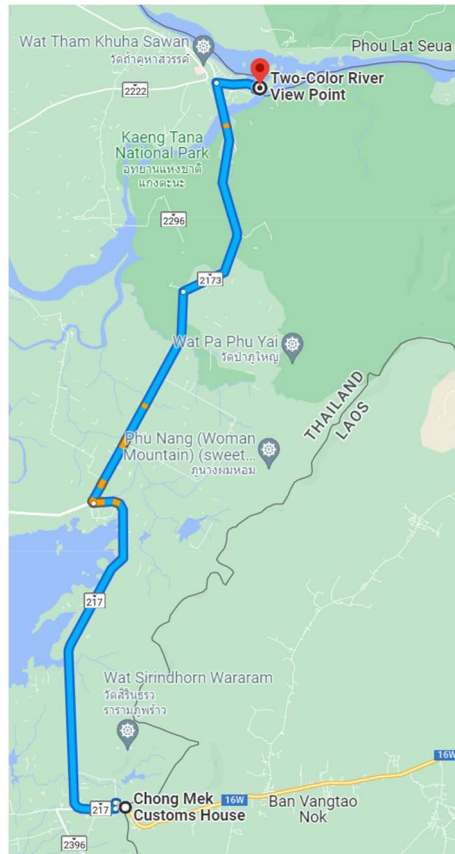 Wat Tham Khuha Sawan
วัดถ้ำคูหาสวรรค์
Phou Lat Seua
Two-Color River
View Point
2222
Kaeng Tana
National Park
อุทยานแห่งชาติ
แก่งตะนะ
2296
2173
Wat Pa Phu Yai
วัดป่าภูใหญ่
THAILAND
LAOS
Phu Nang (Woman
Mountain) (sweet...
ภูนางผมหอม
217
Wat Sirindhorn Wararam
วัดสิรินธรว
รารามภูพร้าว
16W
Chong Mek
Customs House
217
16W
Ban Vangtao
Nok
2396